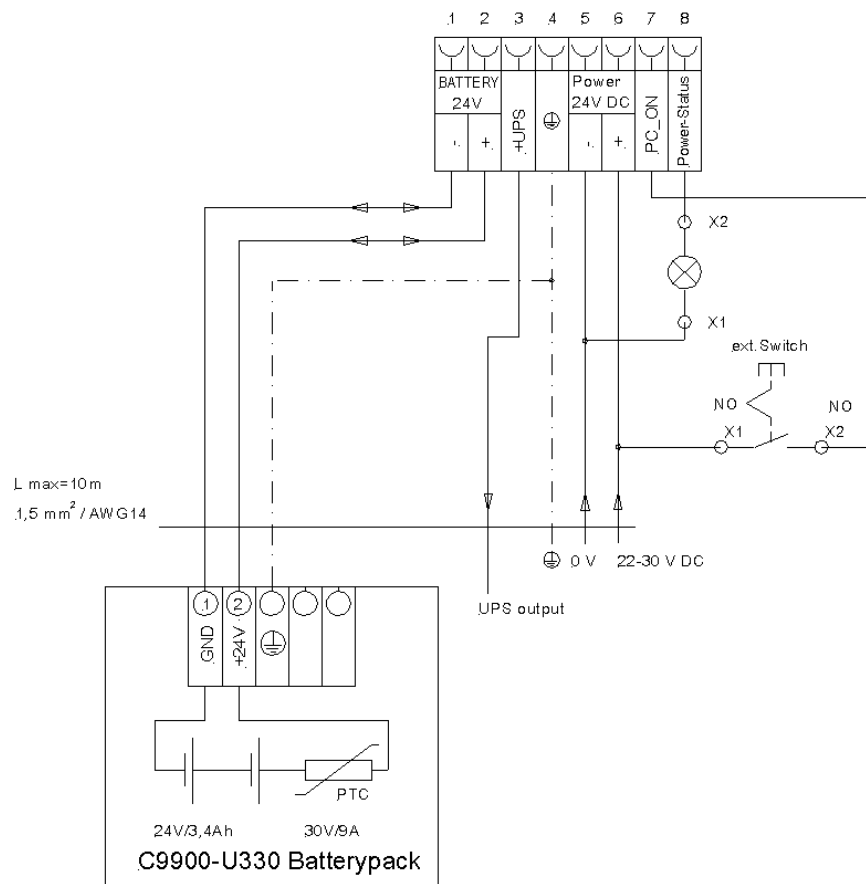 1 2 3 4 5 6 7 8
BATTERY
24V
- +
+UPS
Power
24V DC
- +
PC_ON
Power-Status
X2
X1
ext.Switch
NO NO
X1 X2
L max=10m
1,5 mm² / AWG14
0 V 22-30 V DC
UPS output
1 2
GND
+24V
PTC
24V/3,4Ah 30V/9A
C9900-U330 Batterypack